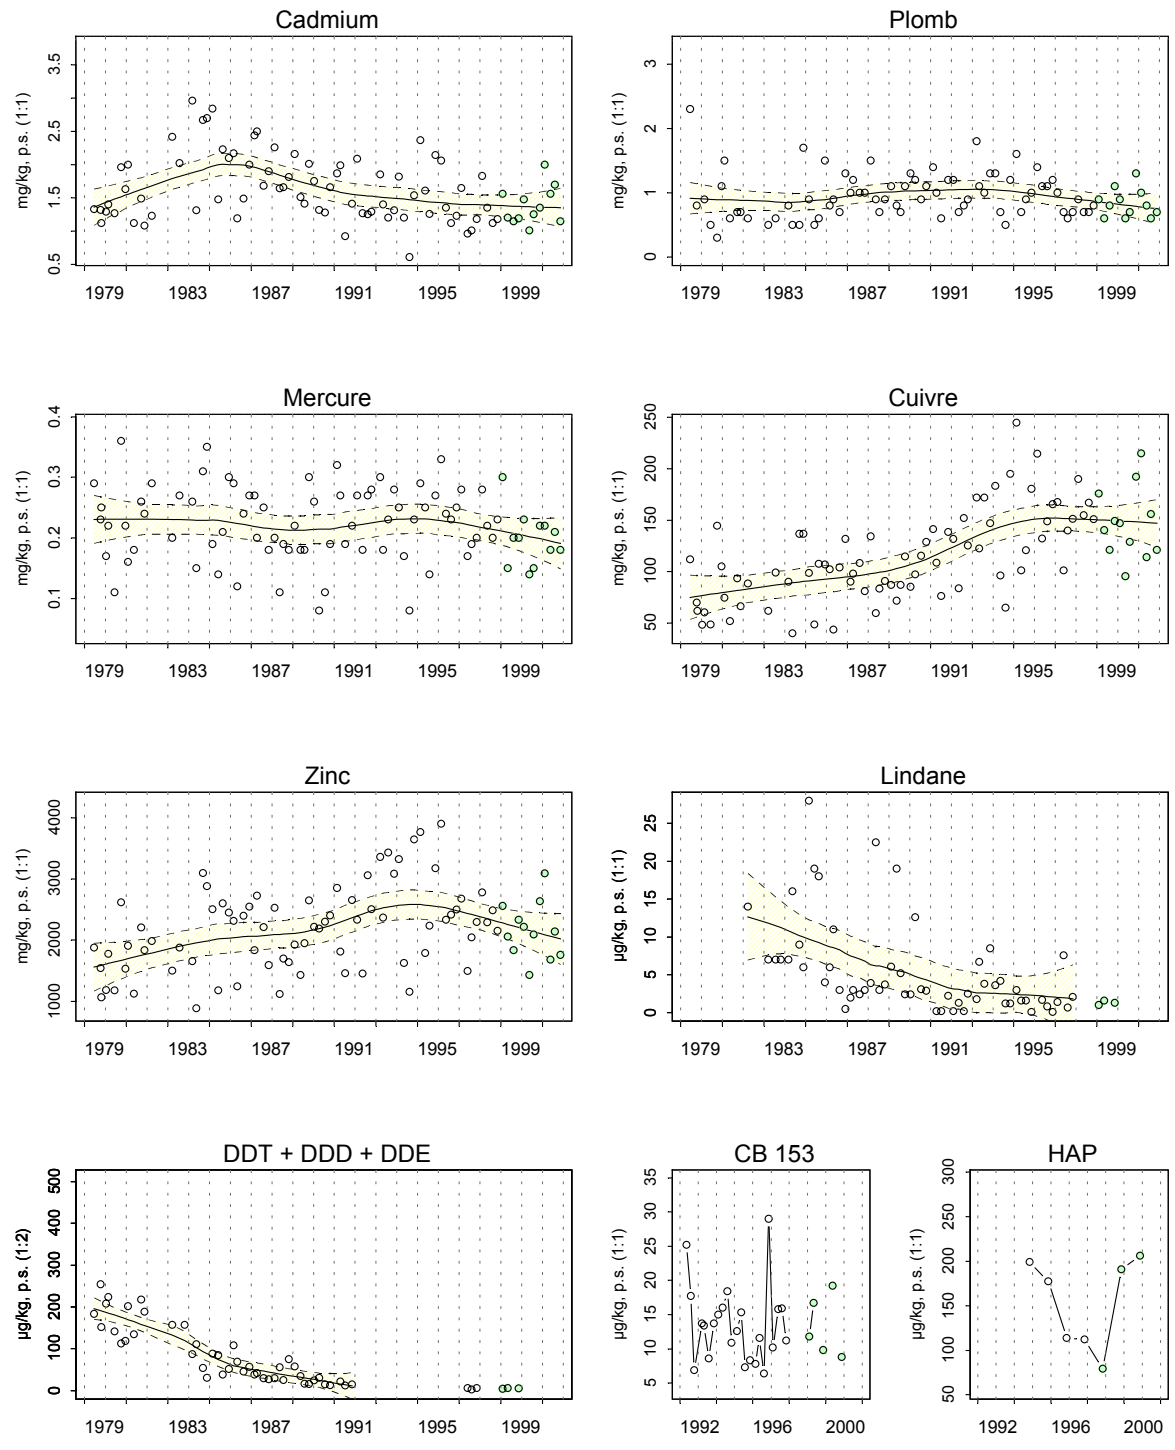 Cadmium
mg/kg, p.s. (1:1)
3.5
2.5
1.5
0.5
1979 1983 1987 1991 1995 1999
Plomb
mg/kg, p.s. (1:1)
3
2
1
0
1979 1983 1987 1991 1995 1999
Mercure
mg/kg, p.s. (1:1)
0.4
0.3
0.2
0.1
1979 1983 1987 1991 1995 1999
Cuivre
mg/kg, p.s. (1:1)
250
200
150
100
50
1979 1983 1987 1991 1995 1999
Zinc
mg/kg, p.s. (1:1)
4000
3000
2000
1000
1979 1983 1987 1991 1995 1999
Lindane
µg/kg, p.s. (1:1)
25
20
15
10
5
0
1979 1983 1987 1991 1995 1999
DDT + DDD + DDE
µg/kg, p.s. (1:2)
500
400
300
200
100
0
1979 1983 1987 1991 1995 1999
CB 153
µg/kg, p.s. (1:1)
35
30
25
20
15
10
5
1992 1996 2000
HAP
µg/kg, p.s. (1:1)
300
250
200
150
100
50
1992 1996 2000